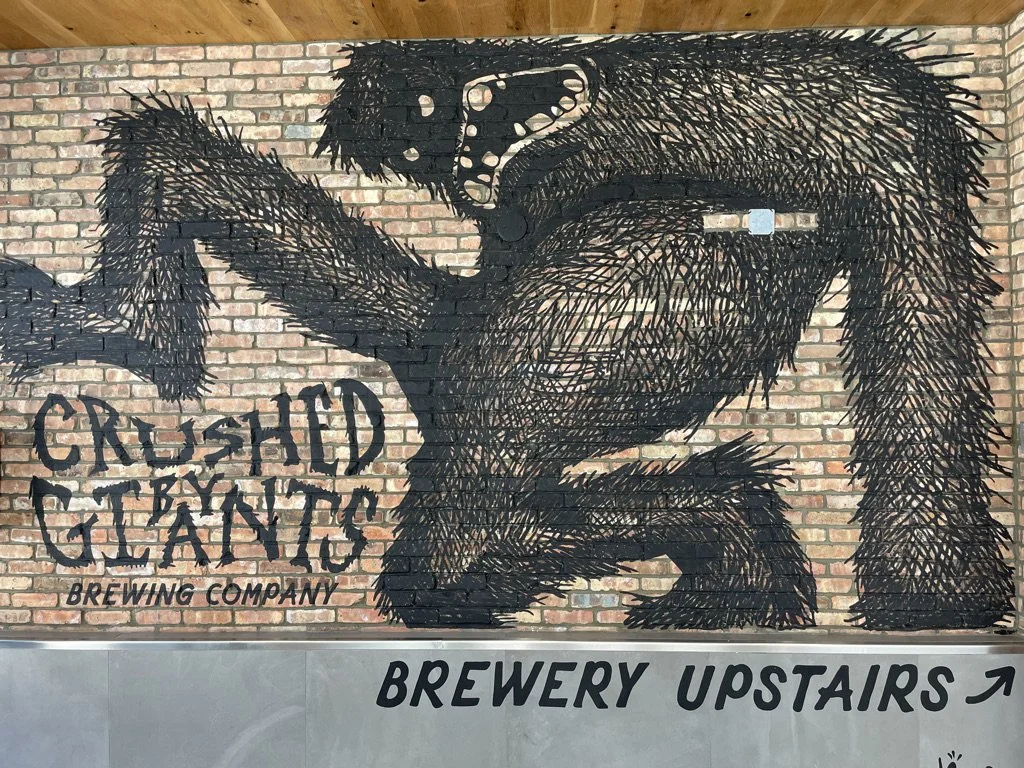 CRUSHED
BY
GIANTS
BREWING COMPANY
BREWERY UPSTAIRS ↗